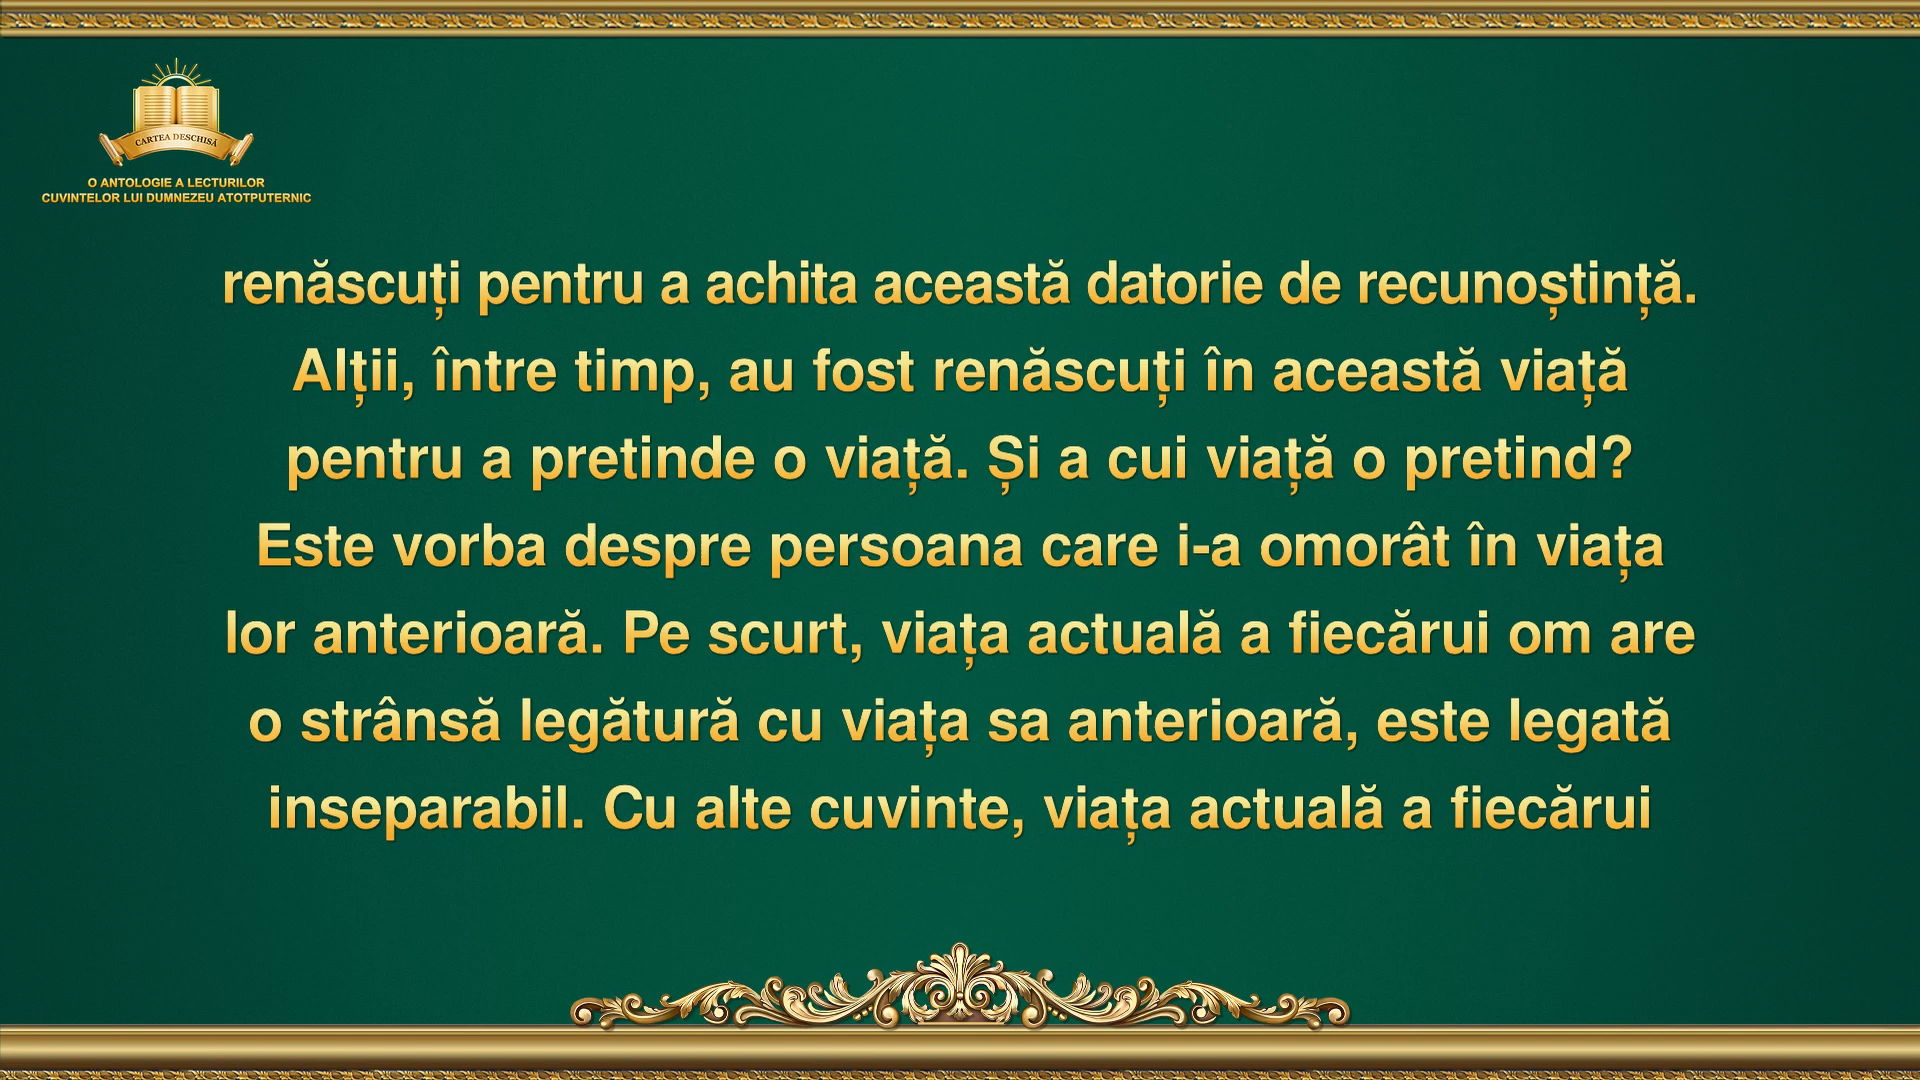 CARTEA DESCHISĂ
O ANTOLOGIE A LECTURILOR
CUVINTELOR LUI DUMNEZEU ATOTPUTERNIC
renăscuți pentru a achita această datorie de recunoștință.
Alții, între timp, au fost renăscuți în această viață
pentru a pretinde o viață. Și a cui viață o pretind?
Este vorba despre persoana care i-a omorât în viața
lor anterioară. Pe scurt, viața actuală a fiecărui om are
o strânsă legătură cu viața sa anterioară, este legată
inseparabil. Cu alte cuvinte, viața actuală a fiecărui